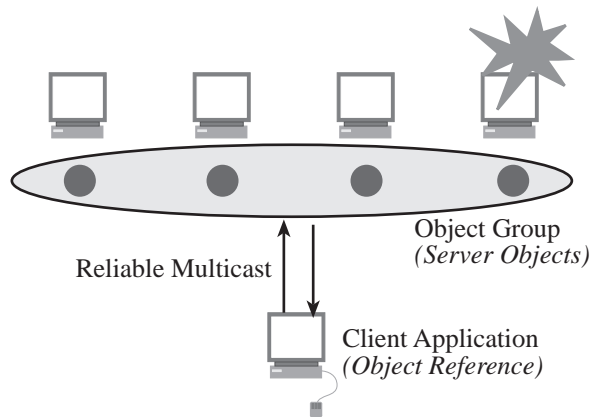 Object Group
(Server Objects)
Reliable Multicast
Client Application
(Object Reference)